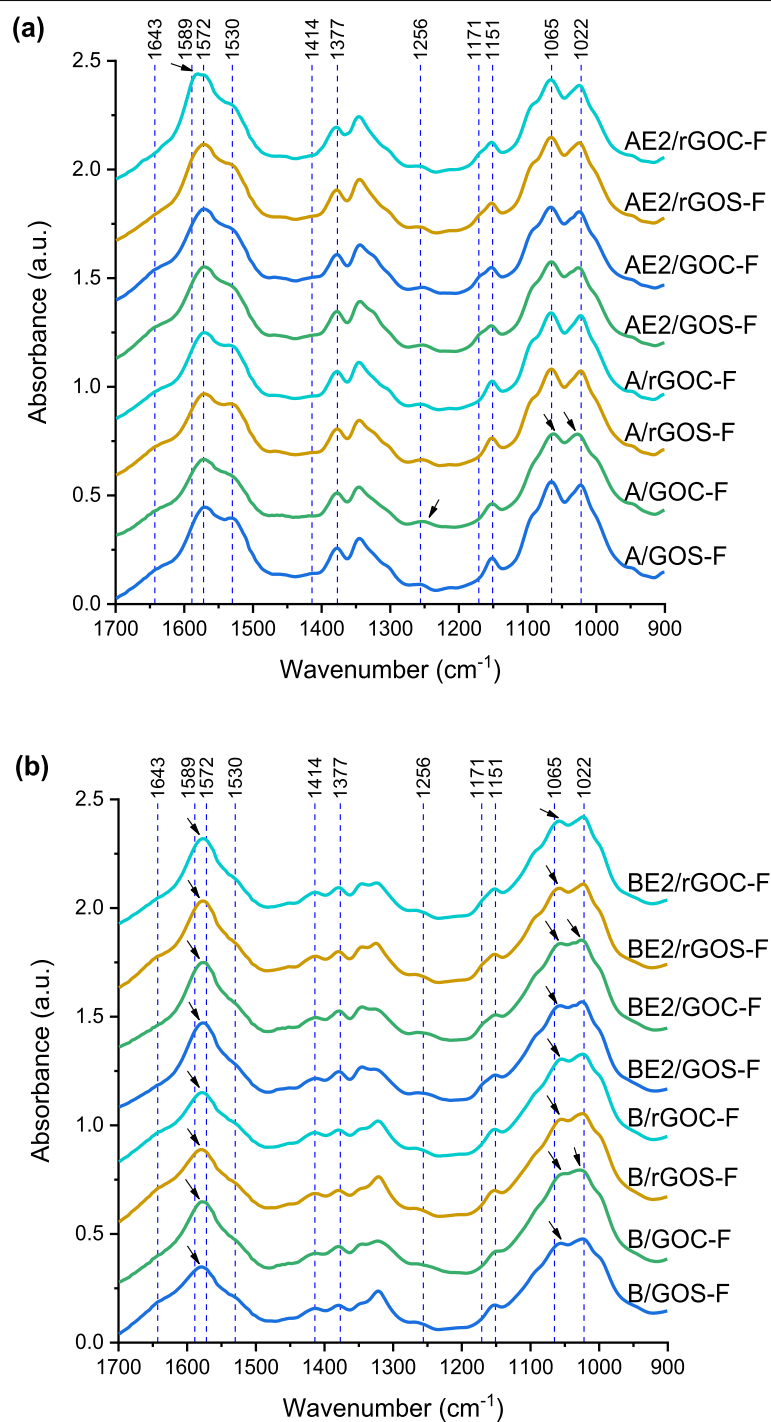 (a)
1643 1589 1572 1530 1414 1377 1256 1171 1151 1065 1022
2.5
2.0
1.5
1.0
0.5
0.0
Absorbance (a.u.)
AE2/rGOC-F
AE2/rGOS-F
AE2/GOC-F
AE2/GOS-F
A/rGOC-F
A/rGOS-F
A/GOC-F
A/GOS-F
1700 1600 1500 1400 1300 1200 1100 1000 900
Wavenumber (cm-1)
(b)
1643 1589 1572 1530 1414 1377 1256 1171 1151 1065 1022
2.5
2.0
1.5
1.0
0.5
0.0
Absorbance (a.u.)
BE2/rGOC-F
BE2/rGOS-F
BE2/GOC-F
BE2/GOS-F
B/rGOC-F
B/rGOS-F
B/GOC-F
B/GOS-F
1700 1600 1500 1400 1300 1200 1100 1000 900
Wavenumber (cm-1)